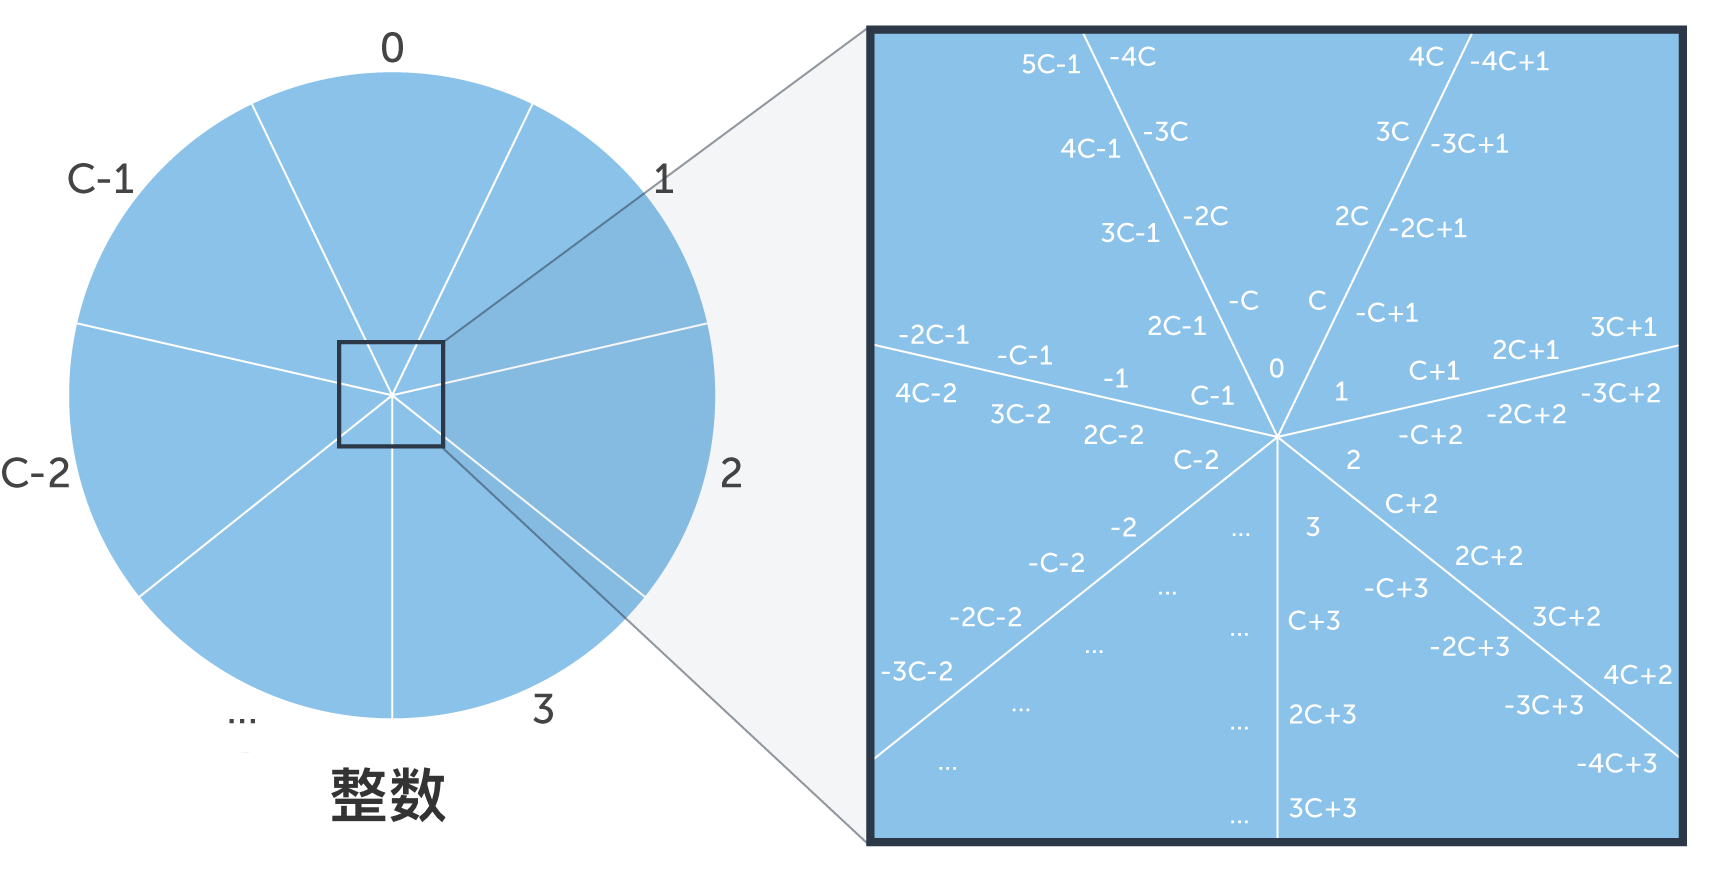 0
C-1
1
C-2
2
...
3
整数
5C-1
-4C
4C
-4C+1
4C-1
-3C
3C
-3C+1
3C-1
-2C
2C
-2C+1
2C-1
-C
C
-C+1
-2C-1
-C-1
-1
C-1
0
1
C+1
2C+1
3C+1
4C-2
3C-2
2C-2
C-2
2
-C+2
-2C+2
-3C+2
-2
...
3
C+2
-C-2
...
-C+3
2C+2
-2C-2
...
...
C+3
-2C+3
3C+2
-3C-2
...
...
2C+3
-3C+3
4C+2
...
...
3C+3
-4C+3